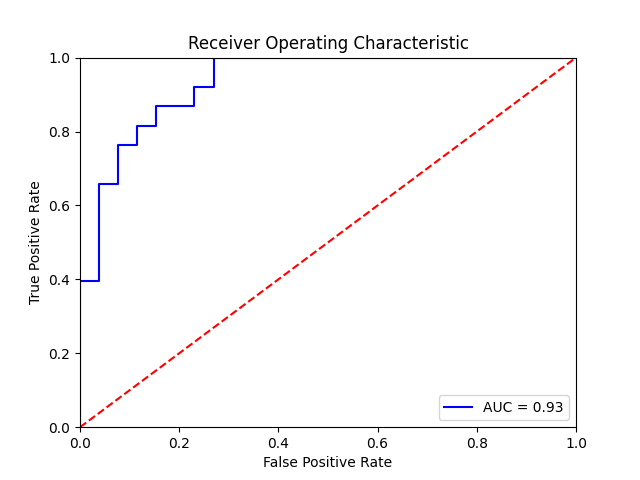 Receiver Operating Characteristic
True Positive Rate
1.0
0.8
0.6
0.4
0.2
0.0
AUC = 0.93
0.0 0.2 0.4 0.6 0.8 1.0
False Positive Rate